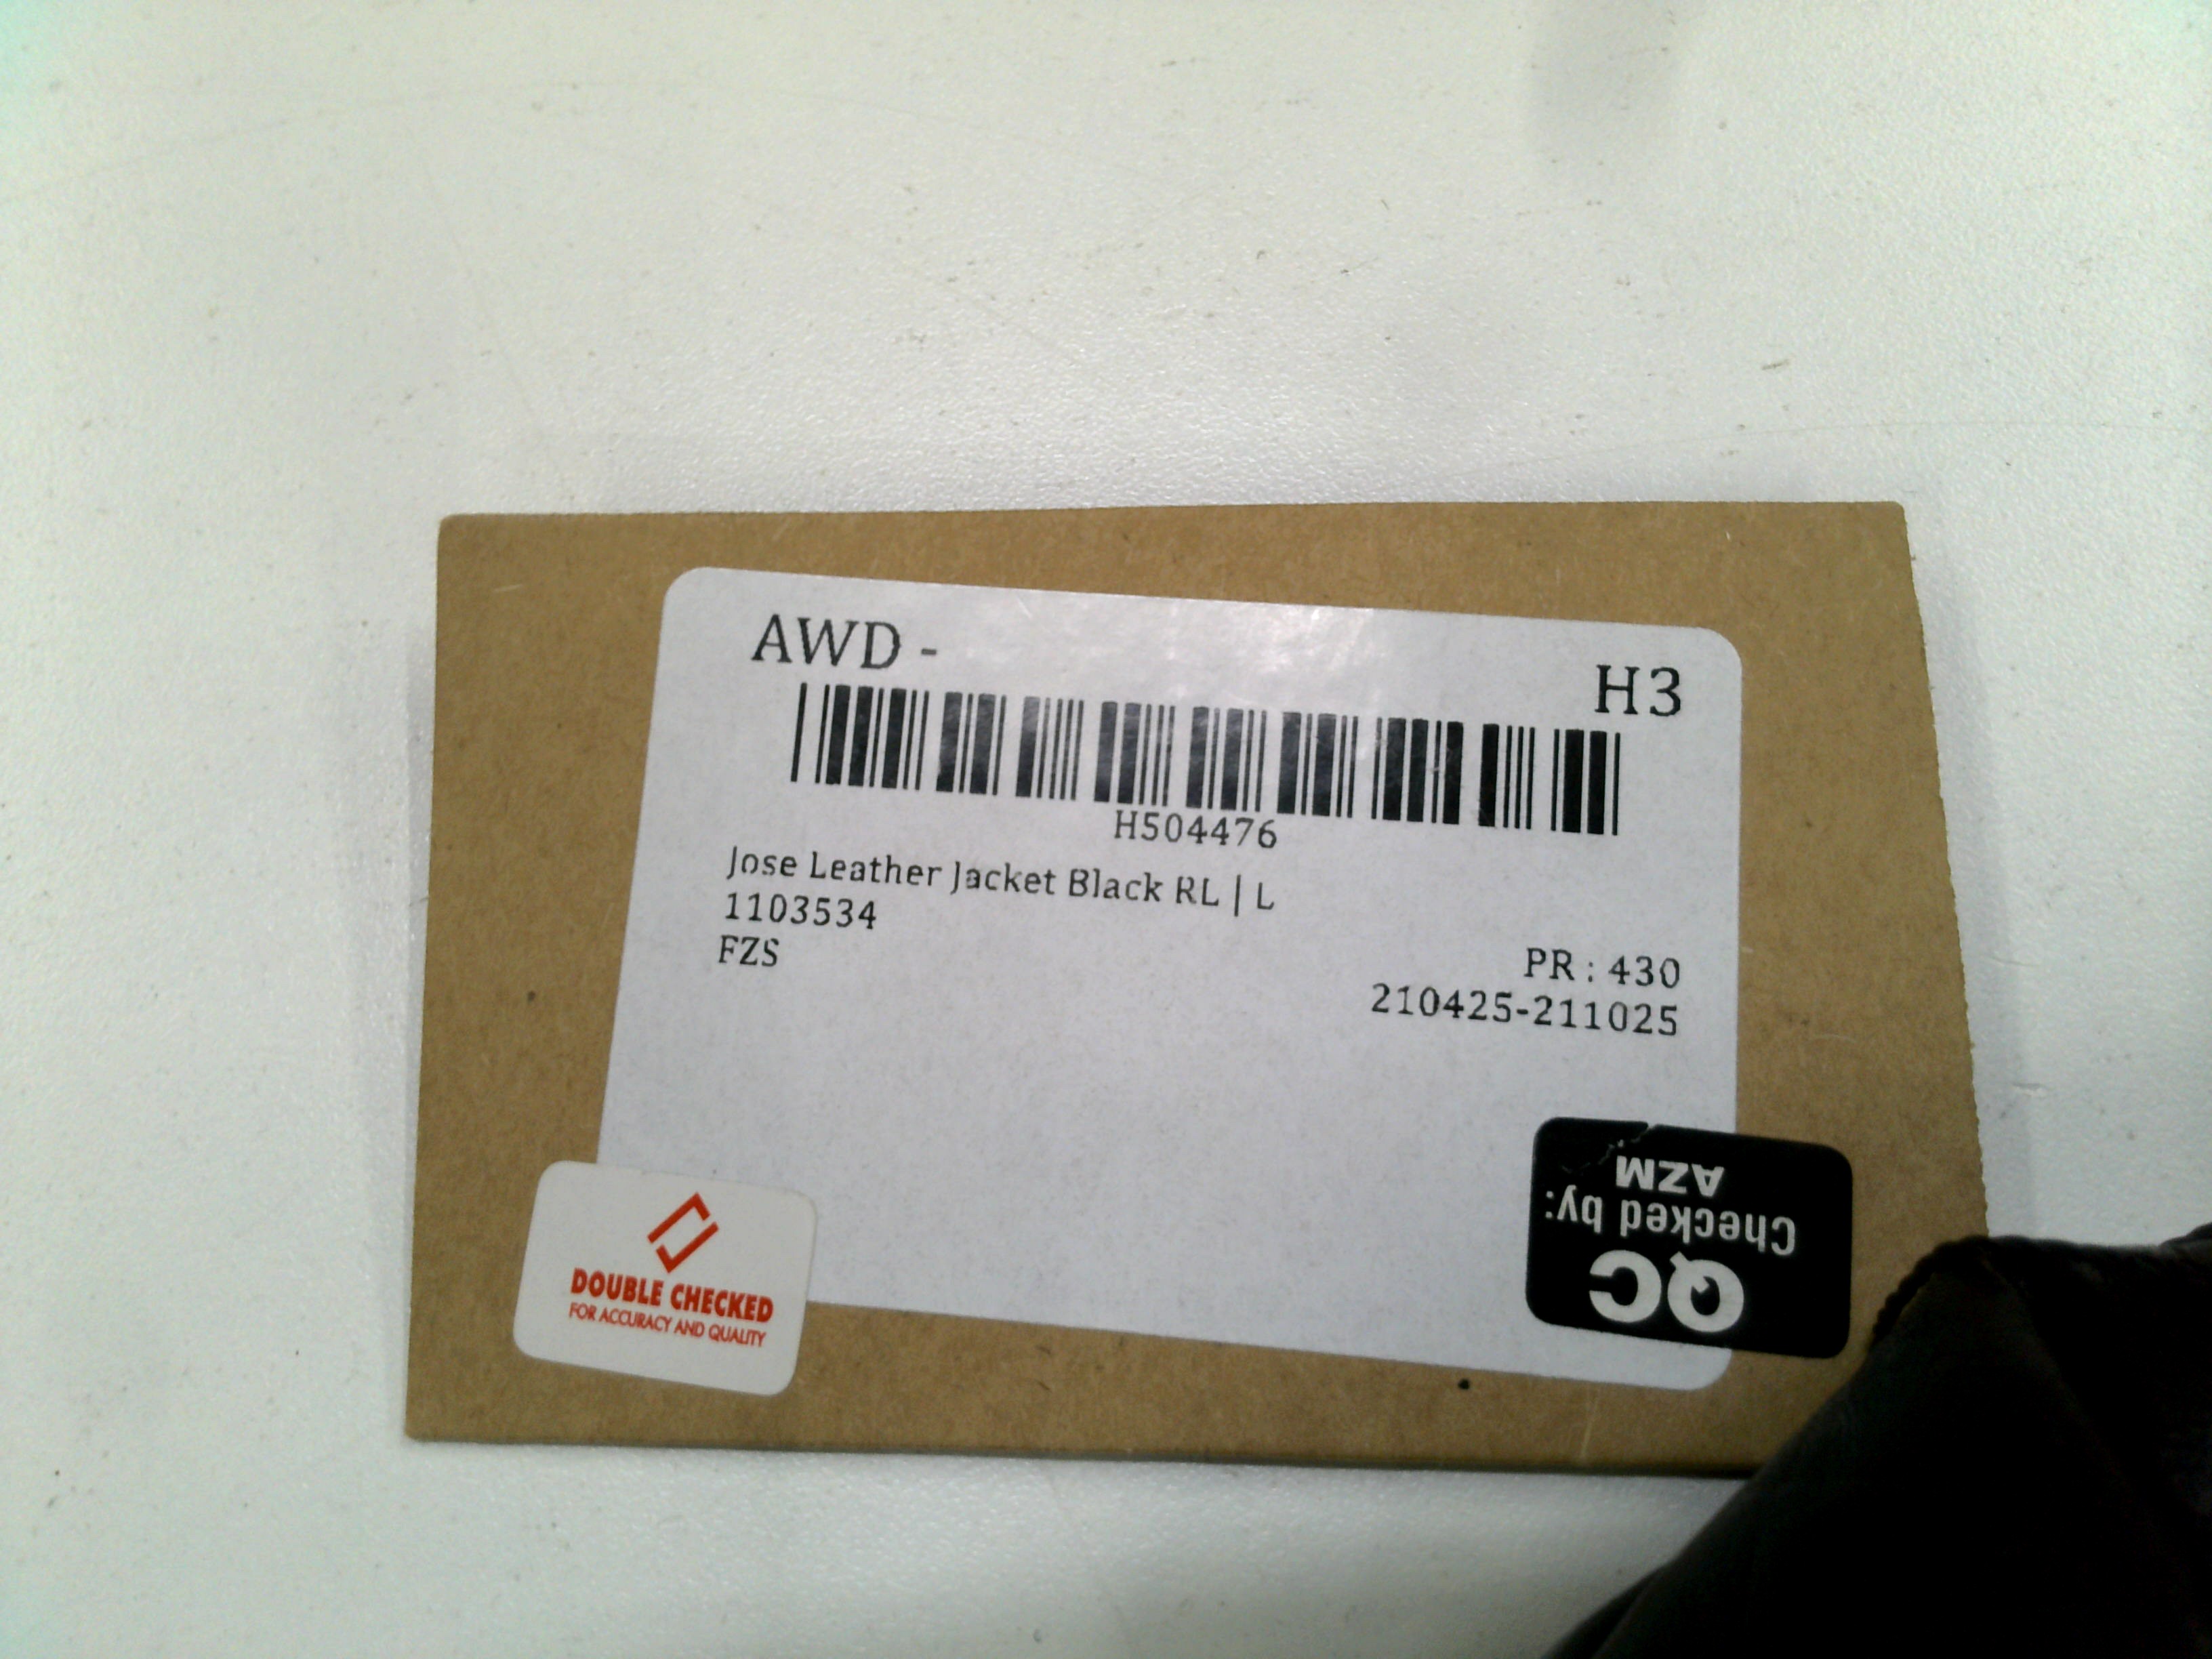 AWD -
H3
H504476
Jose Leather Jacket Black RL | L
1103534
FZS
PR : 430
210425-211025
DOUBLE CHECKED
FOR ACCURACY AND QUALITY
QC
Checked by:
AZM